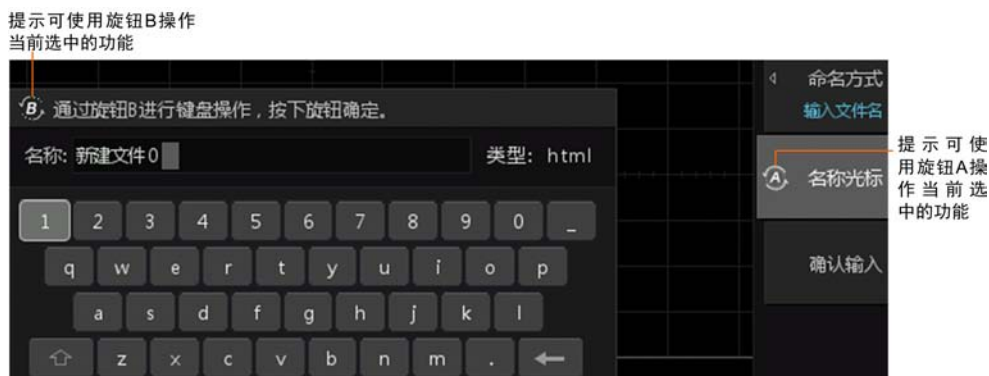 提示可使用旋钮B操作
当前选中的功能
B 通过旋钮B进行键盘操作，按下旋钮确定。
名称: 新建文件0
类型: html
1 2 3 4 5 6 7 8 9 0 _
q w e r t y u i o p
a s d f g h j k l
z x c v b n m .
命名方式
输入文件名
A 名称光标
确认输入
提示可使
用旋钮A操
作当前选
中的功能